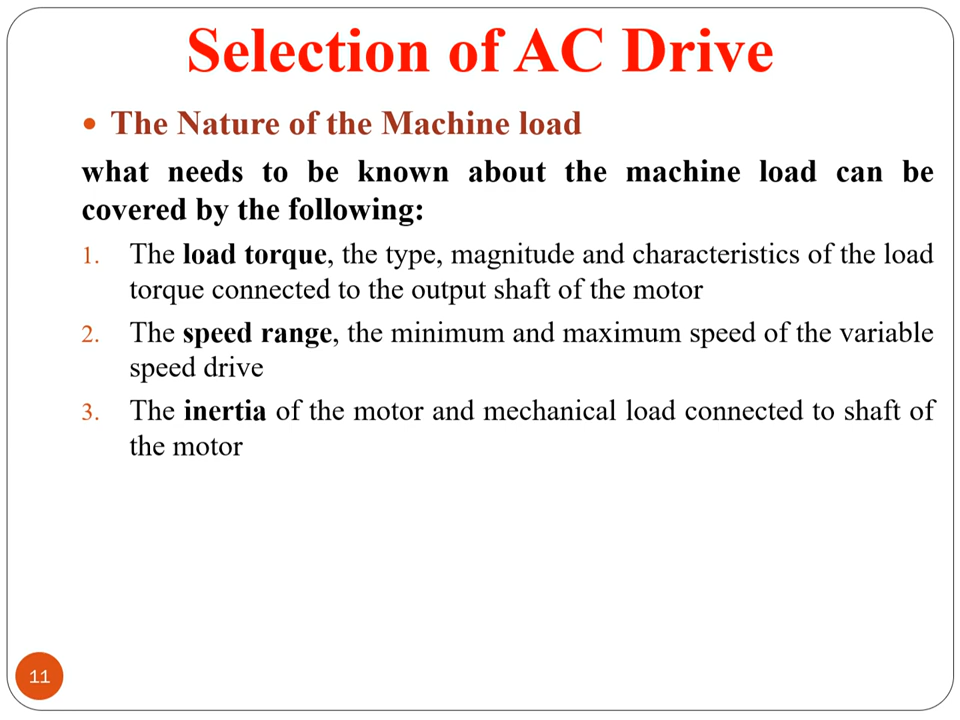 Selection of AC Drive
• The Nature of the Machine load
what needs to be known about the machine load can be
covered by the following:
1. The load torque, the type, magnitude and characteristics of the load
torque connected to the output shaft of the motor
2. The speed range, the minimum and maximum speed of the variable
speed drive
3. The inertia of the motor and mechanical load connected to shaft of
the motor
11